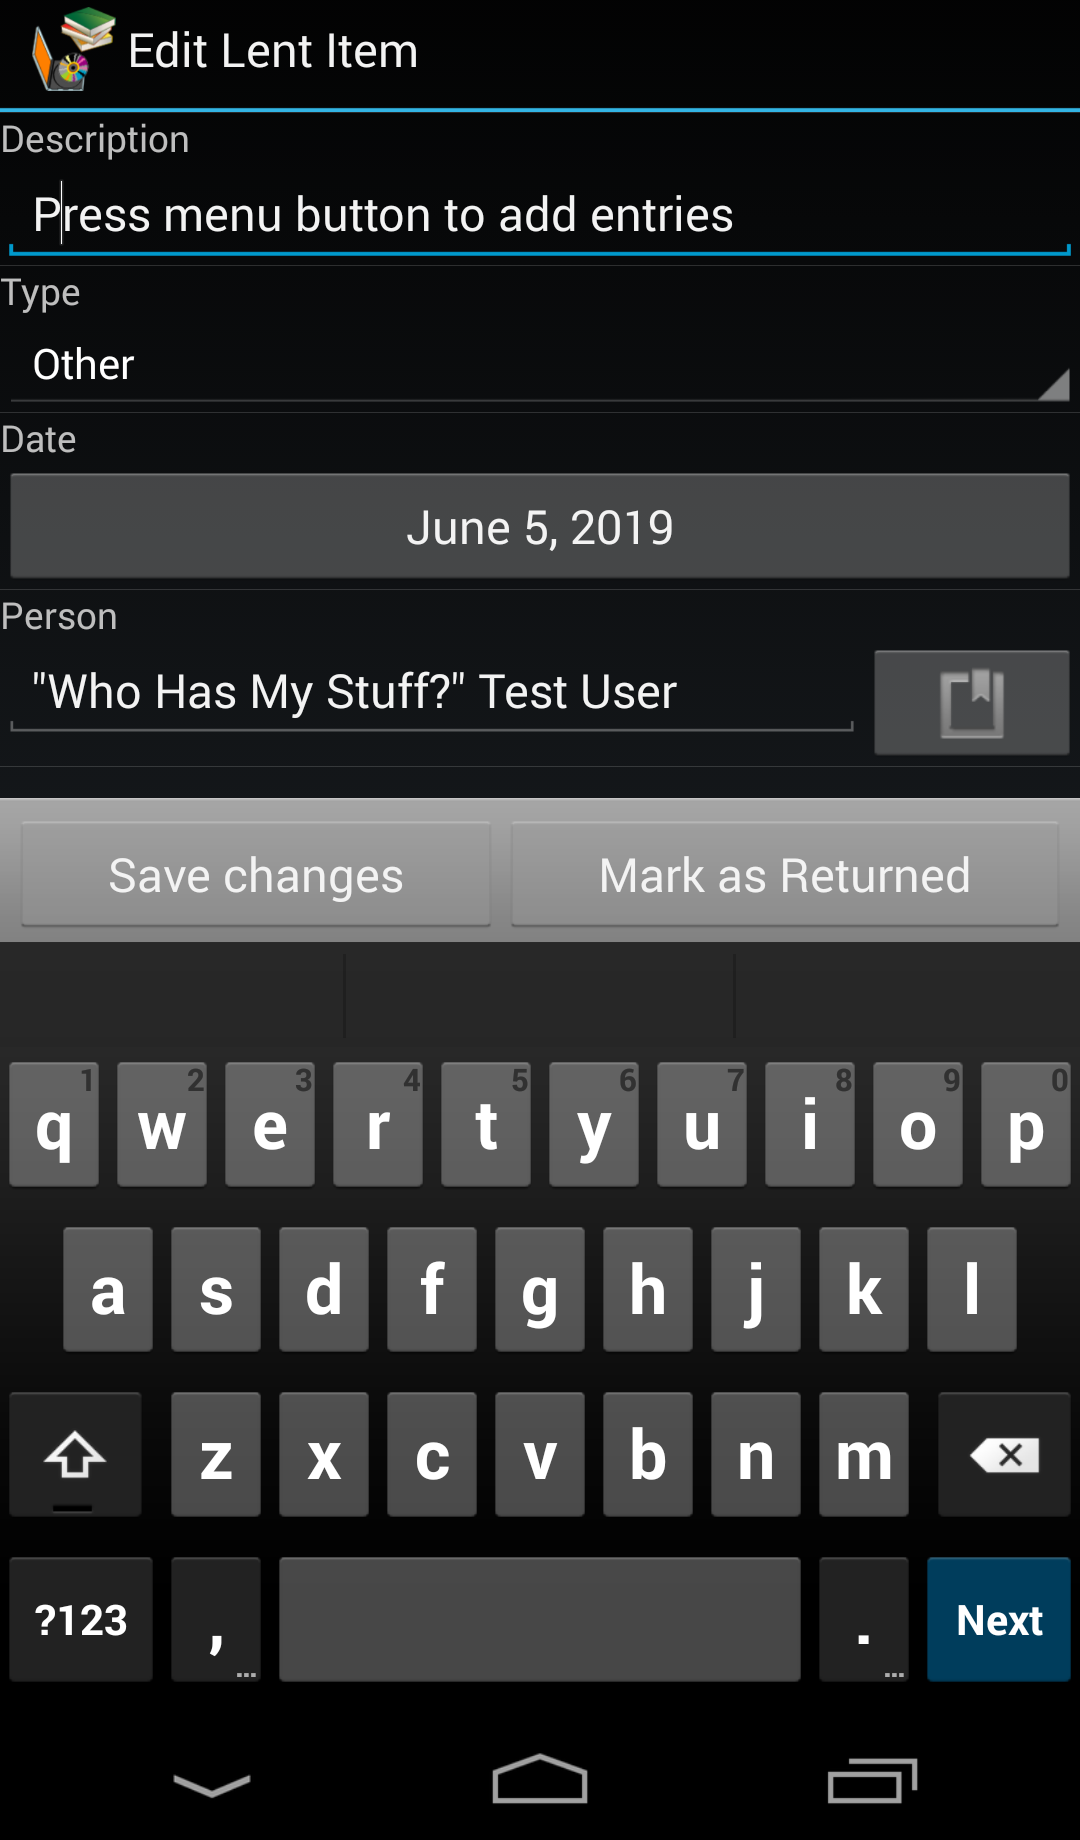 Edit Lent Item
Description
Press menu button to add entries
Type
Other
Date
June 5, 2019
Person
"Who Has My Stuff?" Test User
Save changes Mark as Returned
1 2 3 4 5 6 7 8 9 0
q w e r t y u i o p
a s d f g h j k l
z x c v b n m
?123 , ... . ... Next